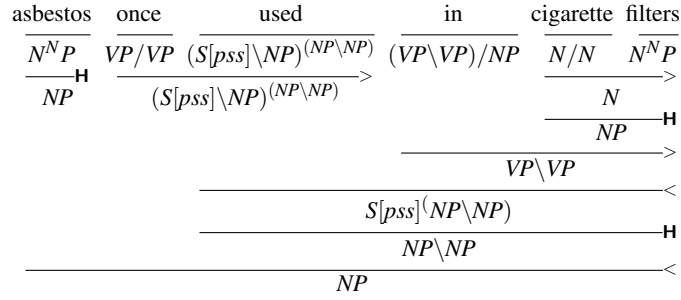 asbestos once used in cigarette filters
N^N P VP/VP (S[pss]\NP)^(NP\NP) (VP\VP)/NP N/N N^N P
H > >
NP (S[pss]\NP)^(NP\NP) N
H
NP
>
VP\VP
<
S[pss]^(NP\NP)
H
NP\NP
<
NP